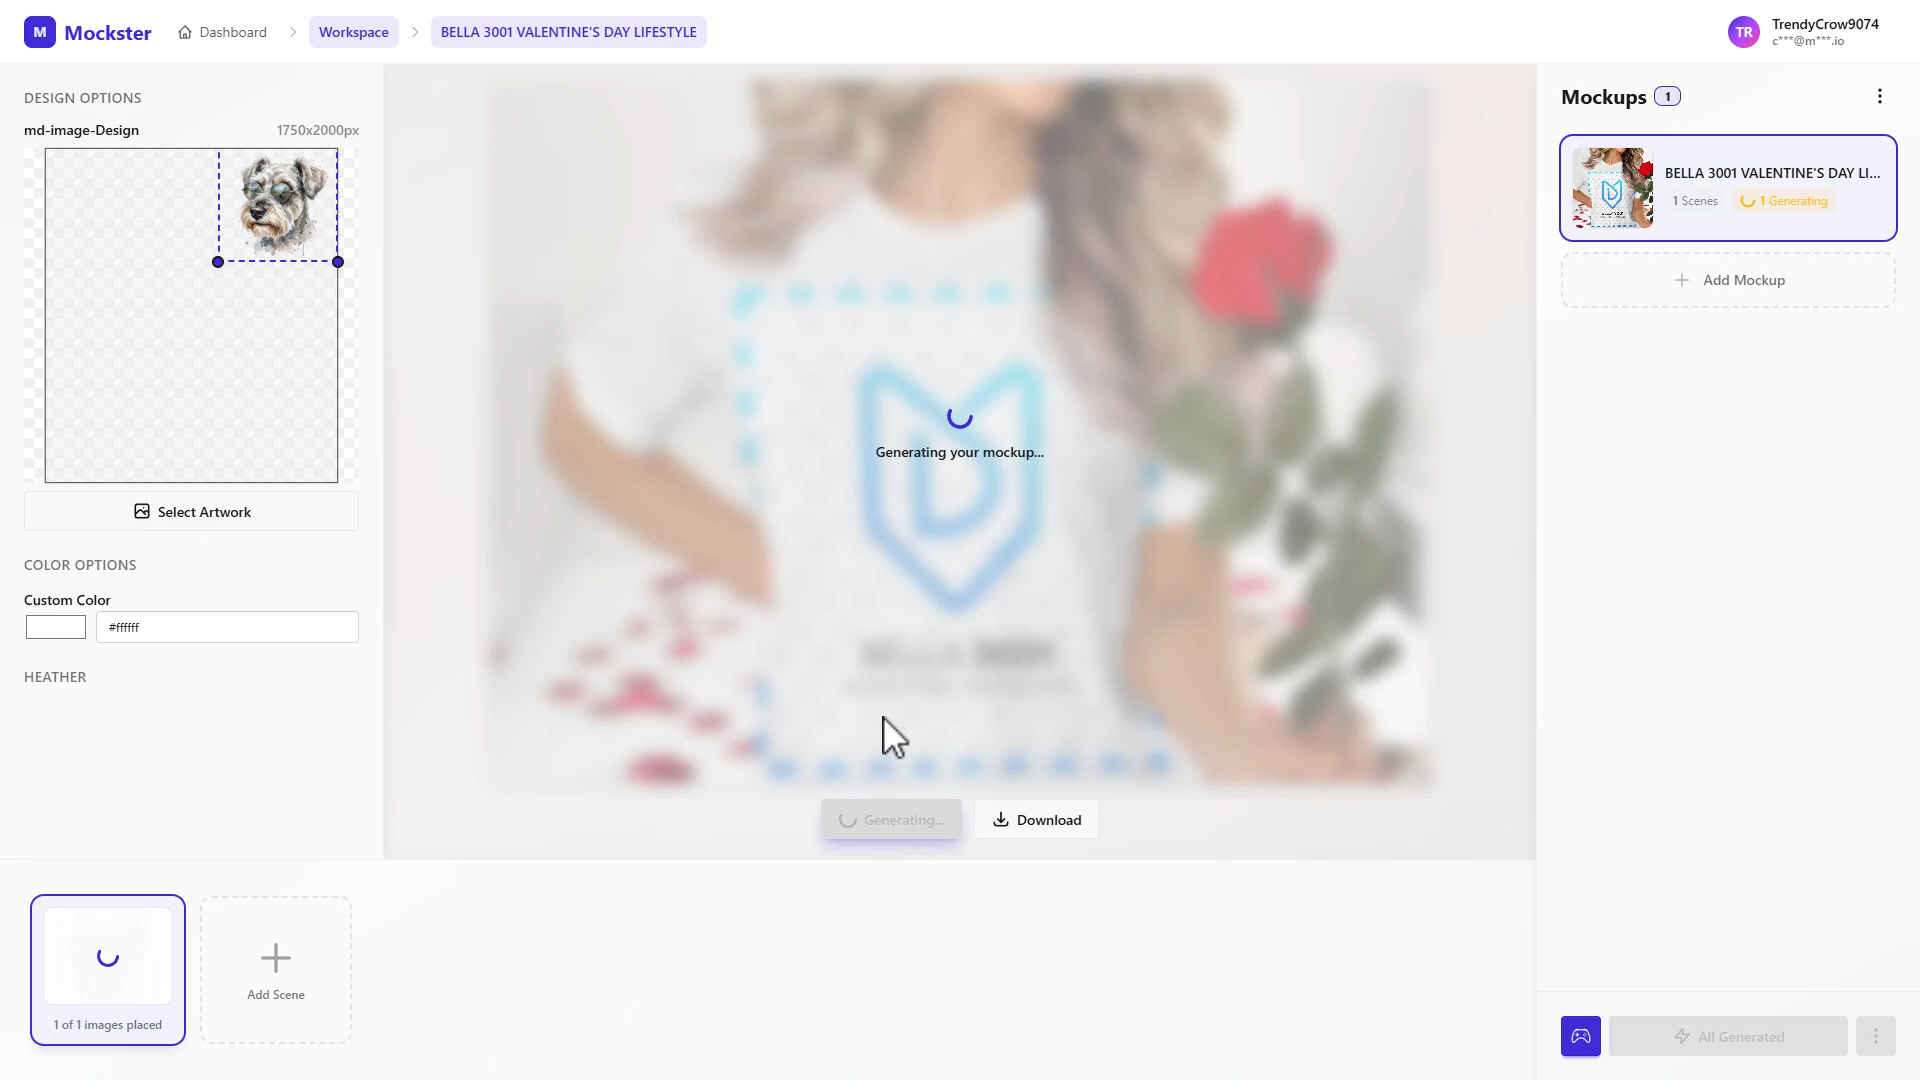 M Mockster
Dashboard
Workspace
BELLA 3001 VALENTINE'S DAY LIFESTYLE
TR
TrendyCrow9074
c***@m***.io
DESIGN OPTIONS
md-image-Design
1750x2000px
Select Artwork
COLOR OPTIONS
Custom Color
#ffffff
HEATHER
Generating your mockup...
BELLA 3001
Generating...
Download
1 of 1 images placed
Add Scene
Mockups 1
BELLA 3001 VALENTINE'S DAY LI...
1 Scenes
1 Generating
Add Mockup
All Generated